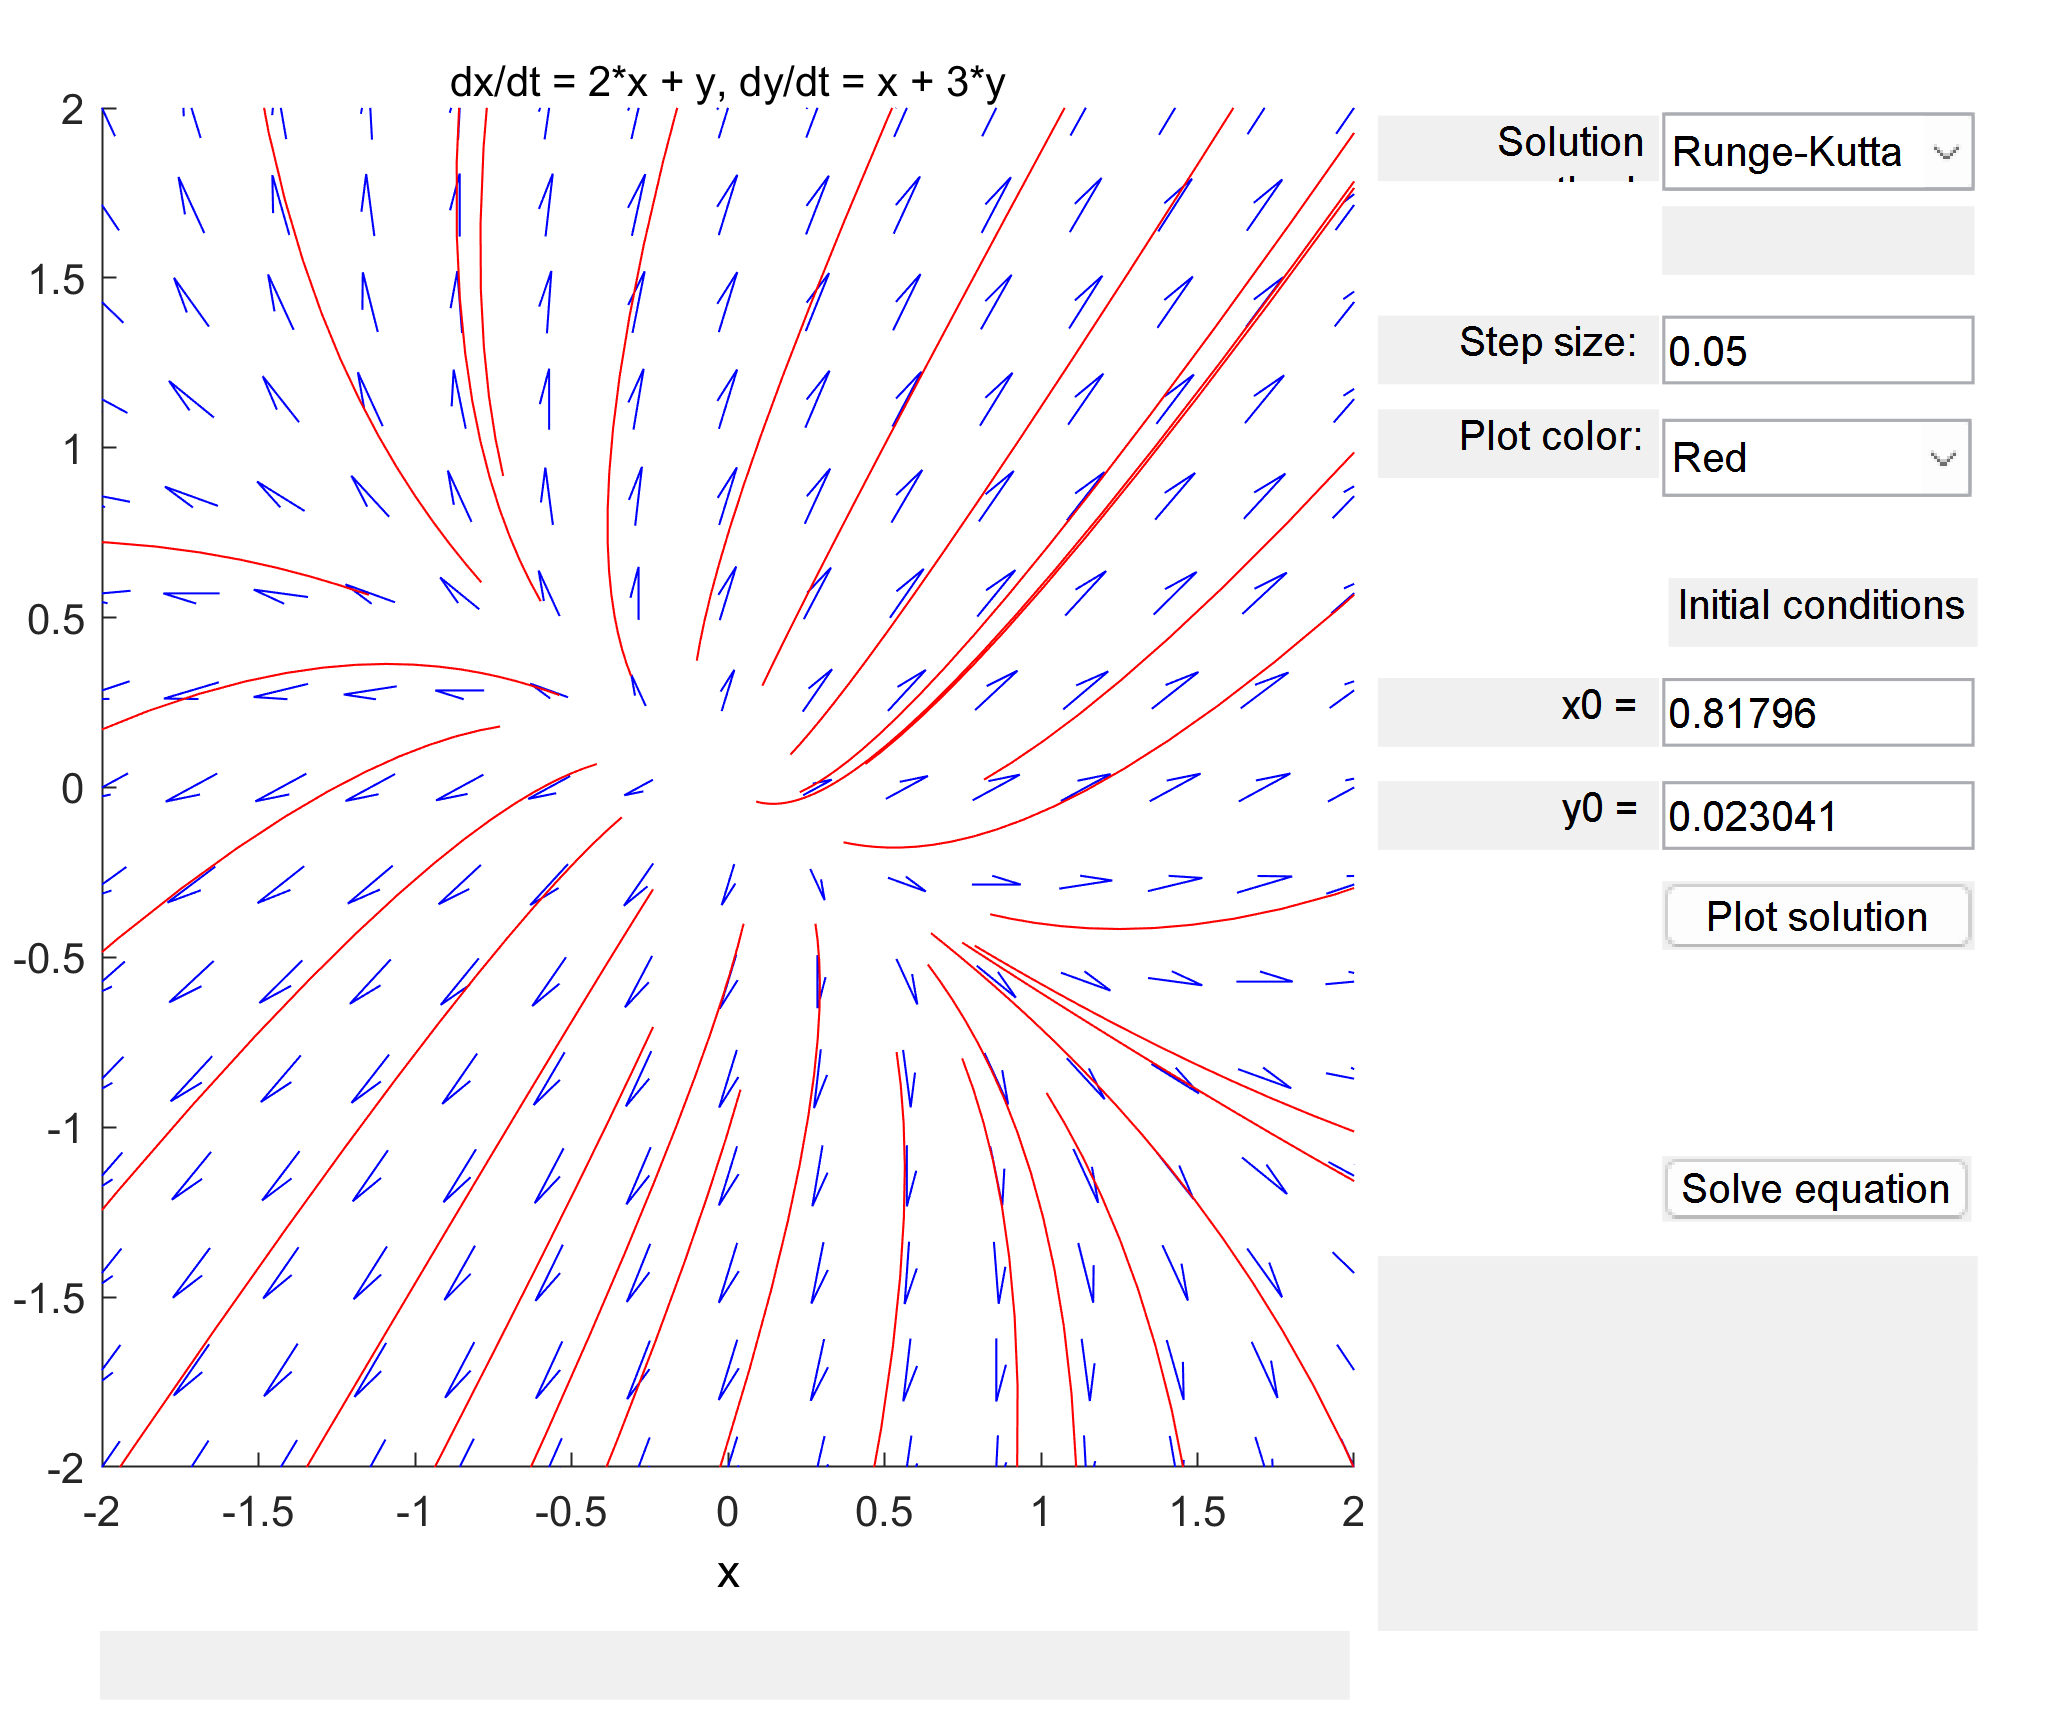 dx/dt = 2*x + y, dy/dt = x + 3*y
2
1.5
1
0.5
0
-0.5
-1
-1.5
-2
-2 -1.5 -1 -0.5 0 0.5 1 1.5 2
x
Solution
Runge-Kutta
Step size: 0.05
Plot color: Red
Initial conditions
x0 = 0.81796
y0 = 0.023041
Plot solution
Solve equation